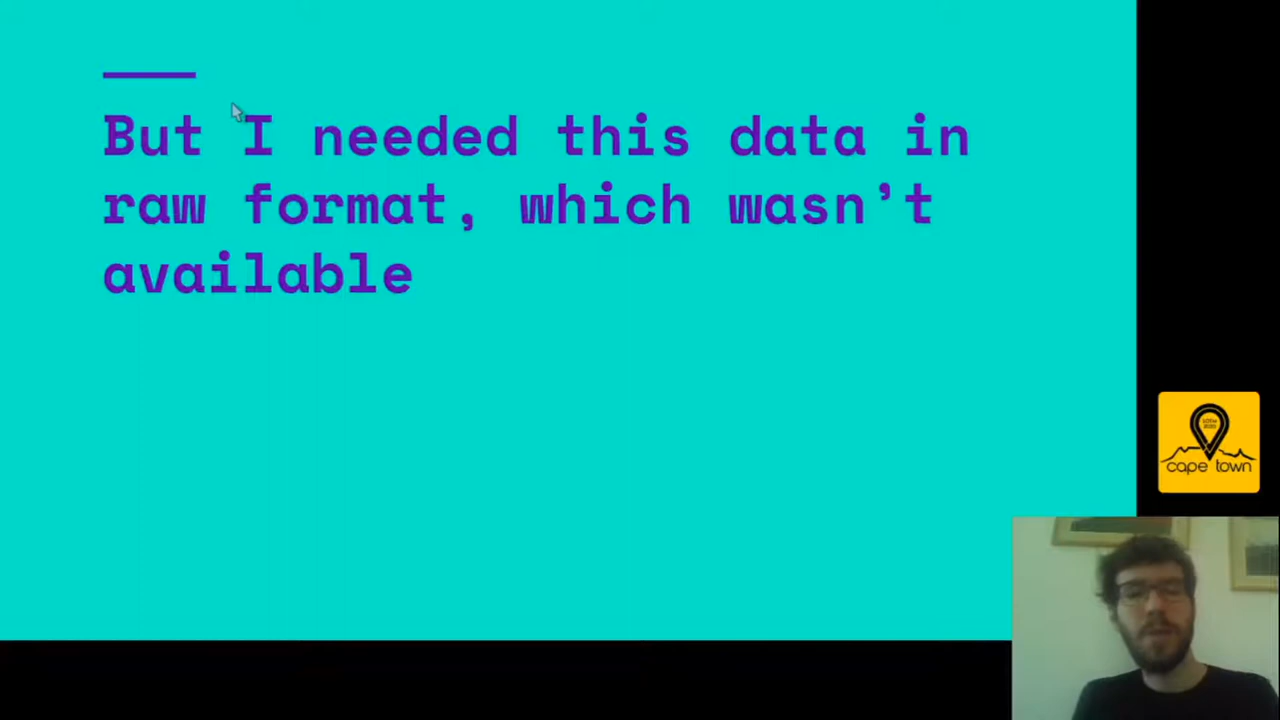 But I needed this data in
raw format, which wasn’t
available
cape town